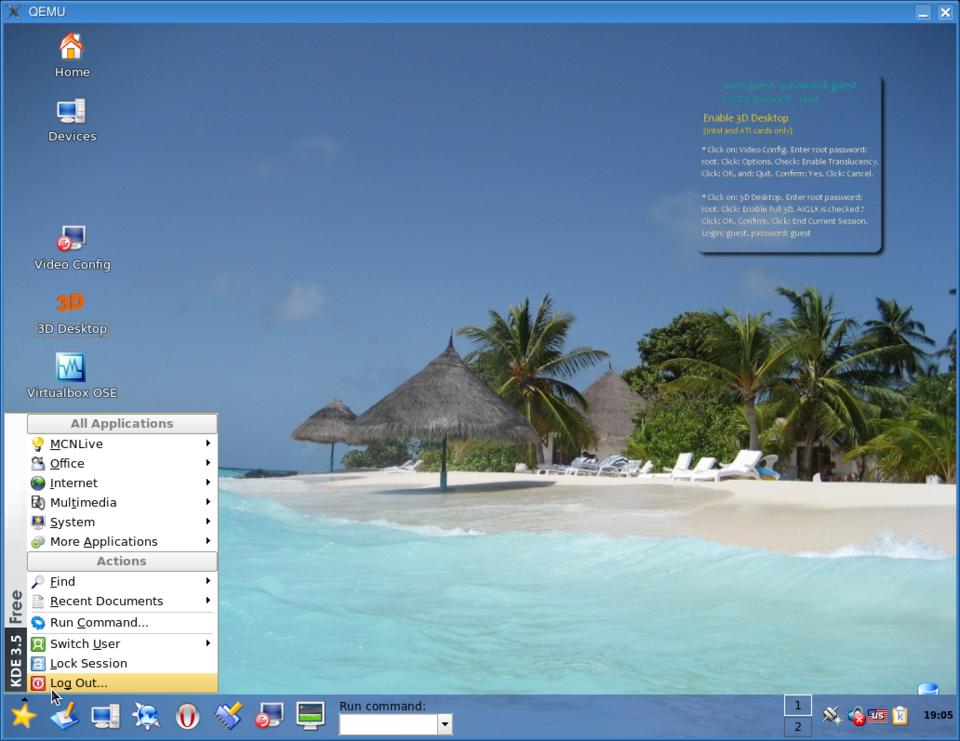 QEMU
Home
Devices
Video Config
3D Desktop
Virtualbox OSE
user: guest password: guest
root password: root
Enable 3D Desktop
(Intel and ATI cards only)
* Click on: Video Config. Enter root password:
root. Click: Options. Check: Enable Translucency.
Click: OK, and: Quit. Confirm: Yes. Click: Cancel.
* Click on: 3D Desktop. Enter root password:
root. Click: Enable Full 3D. AIGLX is checked ?
Click: OK. Confirm. Click: End Current Session.
Login: guest, password: guest
All Applications
MCNLive
Office
Internet
Multimedia
System
More Applications
Actions
Find
Recent Documents
Run Command...
Switch User
Lock Session
Log Out...
KDE 3.5 Free
Run command:
1
2
us
19:05